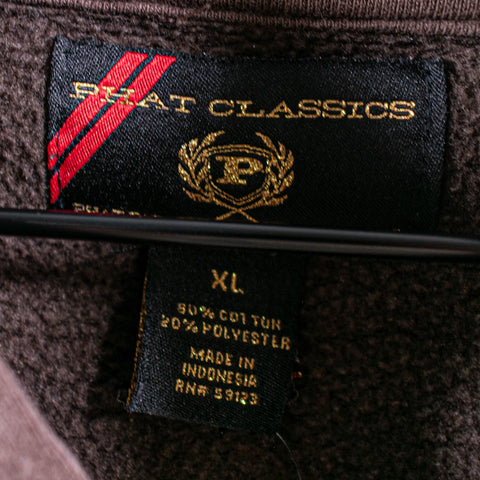 PHAT CLASSICS
P
XL
80% COTTON
20% POLYESTER
MADE IN
INDONESIA
RN# 59123